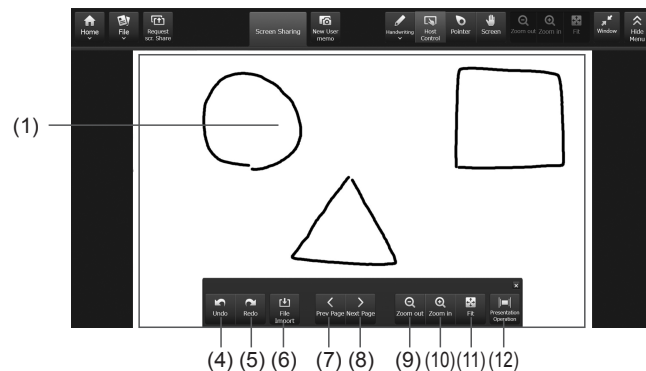 Home File Request scr. Share Screen Sharing New User memo Handwriting Host Control Pointer Screen Zoom out Zoom in Fit Window Hide Menu
(1)
Undo Redo File Import Prev Page Next Page Zoom out Zoom in Fit Presentation Operation
(4) (5) (6) (7) (8) (9) (10) (11) (12)